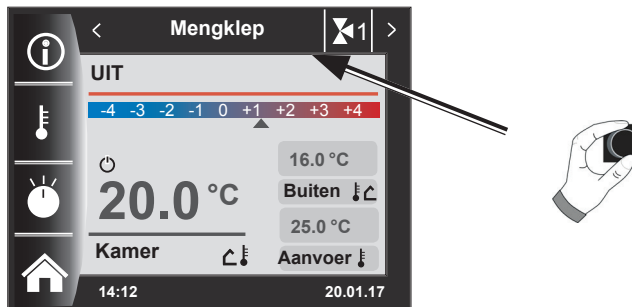 < Mengklep 1 >
UIT
-4 -3 -2 -1 0 +1 +2 +3 +4
16.0 °C
Buiten
20.0 °C
25.0 °C
Kamer
Aanvoer
14:12 20.01.17